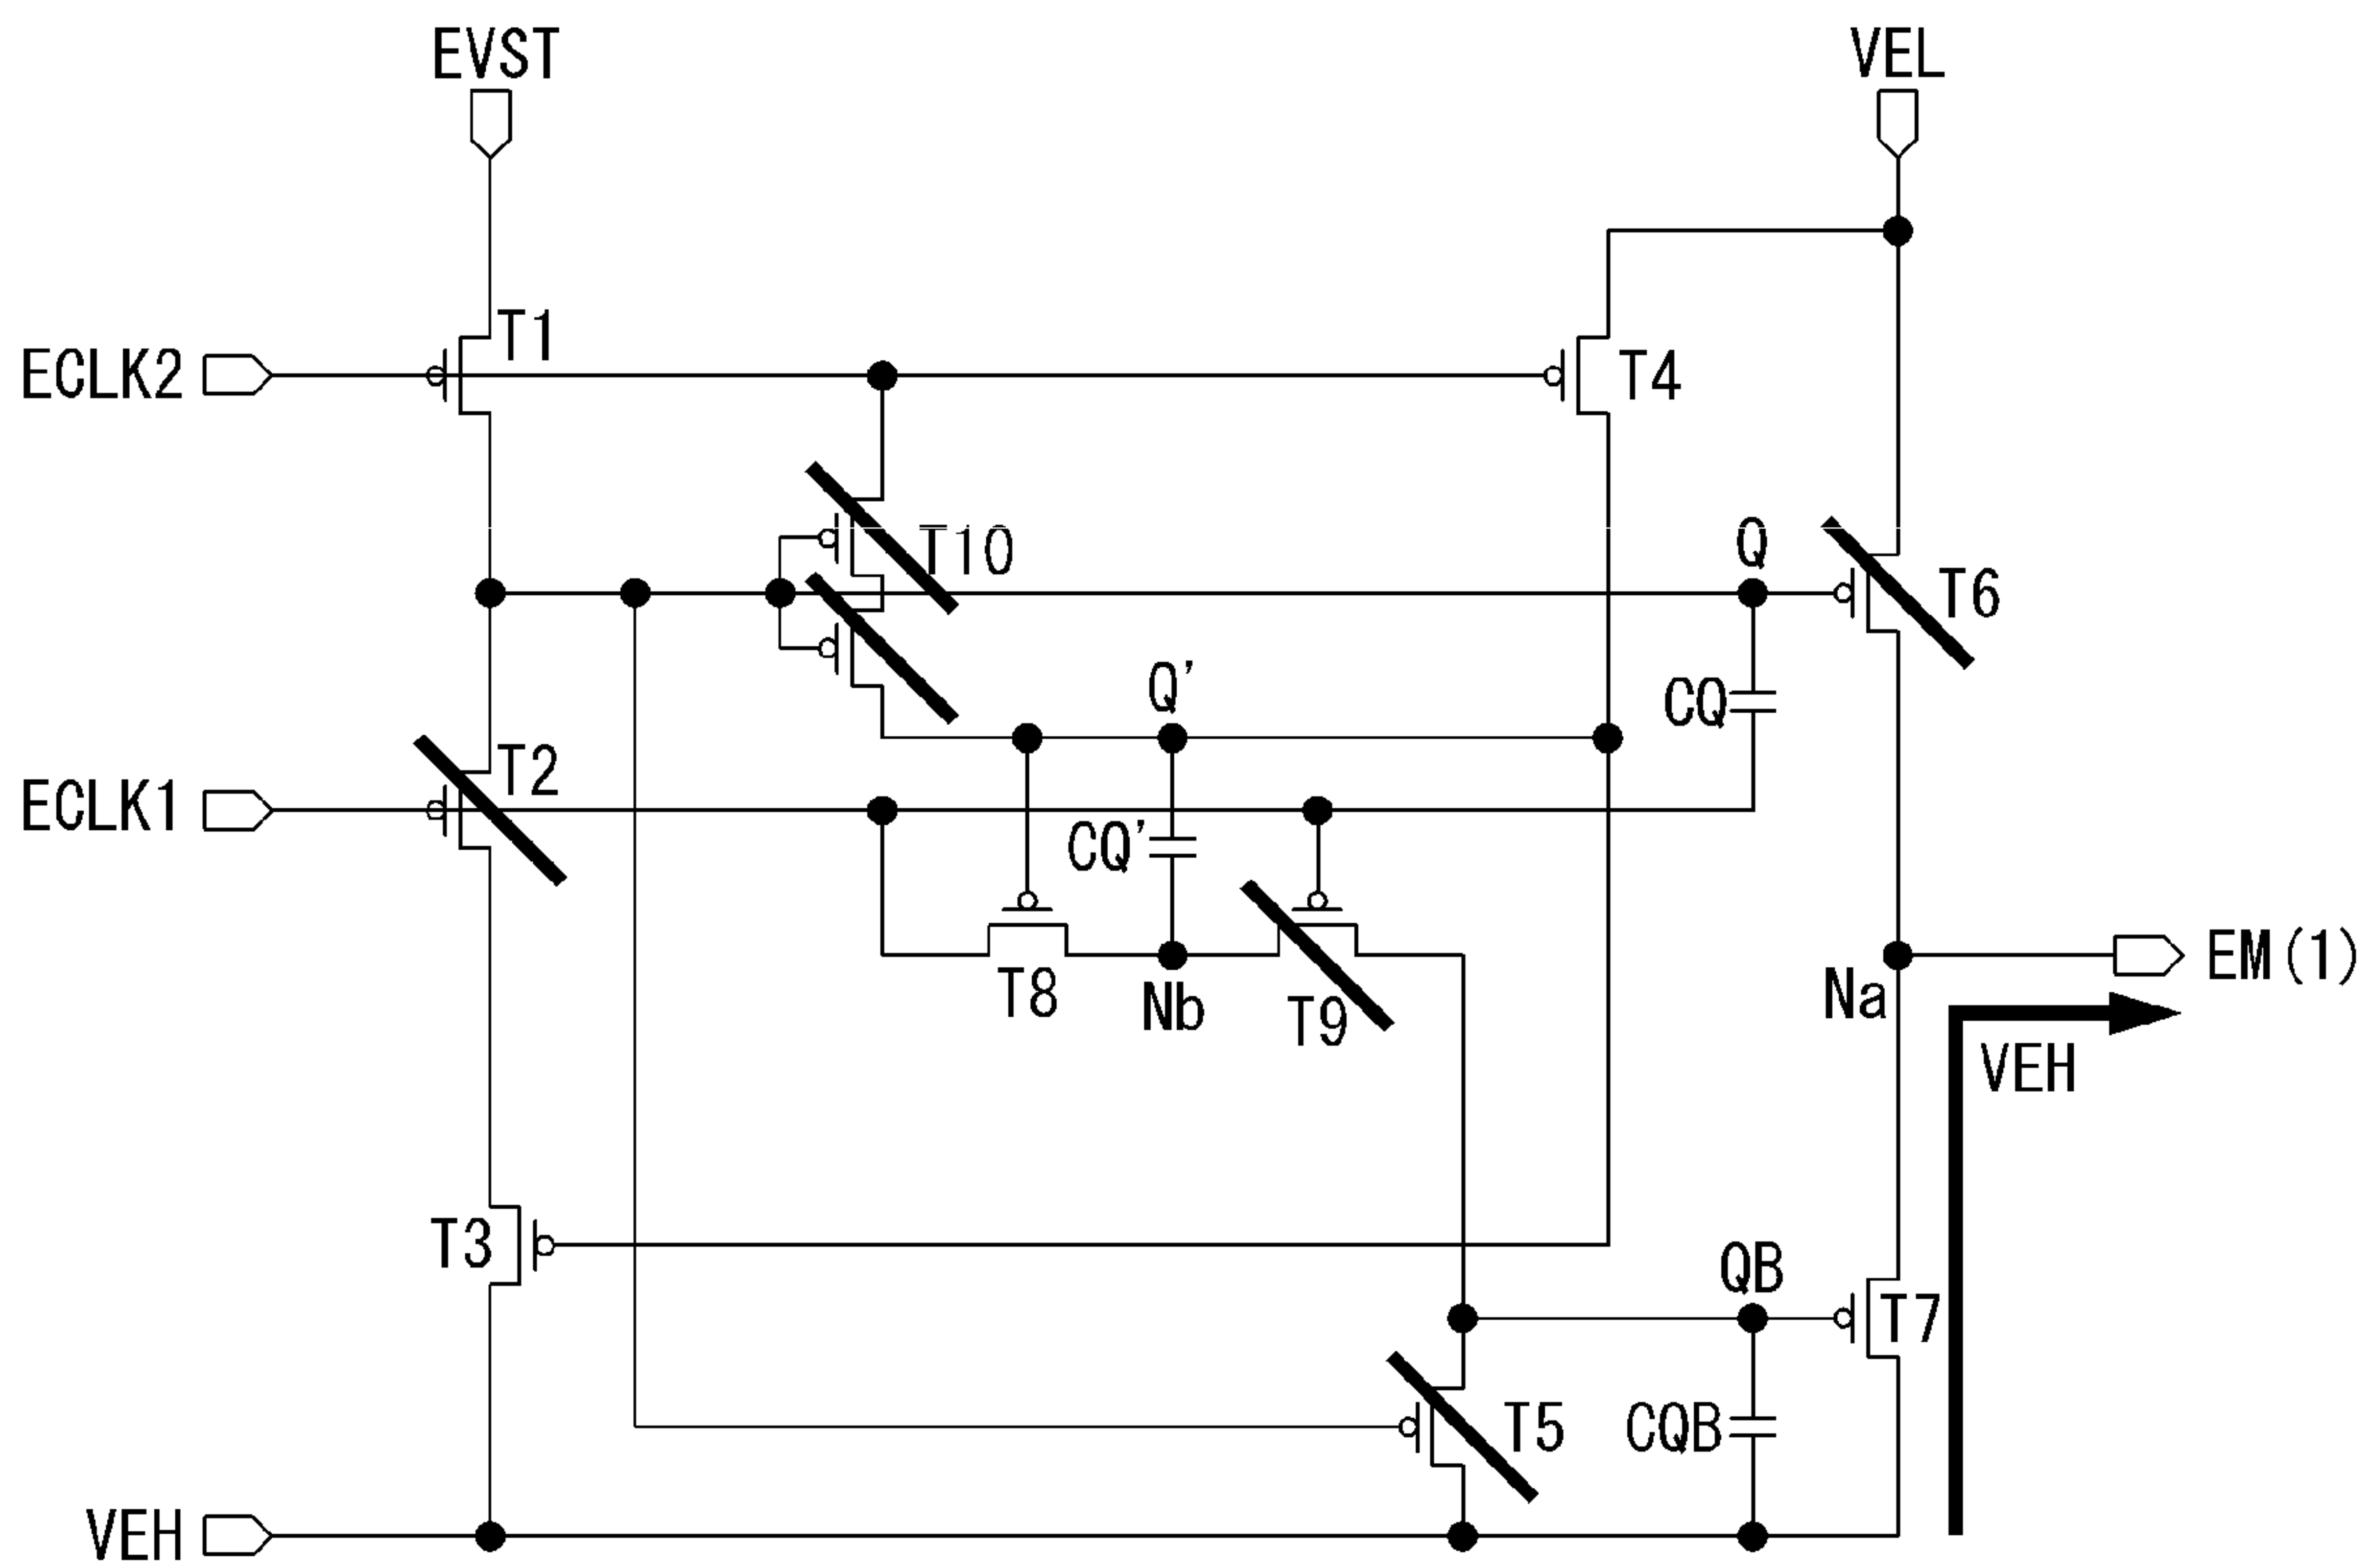 EVST
VEL
T1
ECLK2
T4
T10
Q
T6
Q'
CQ
T2
ECLK1
CQ'
EM(1)
T8
Nb
T9
Na
VEH
T3
QB
T7
T5
CQB
VEH